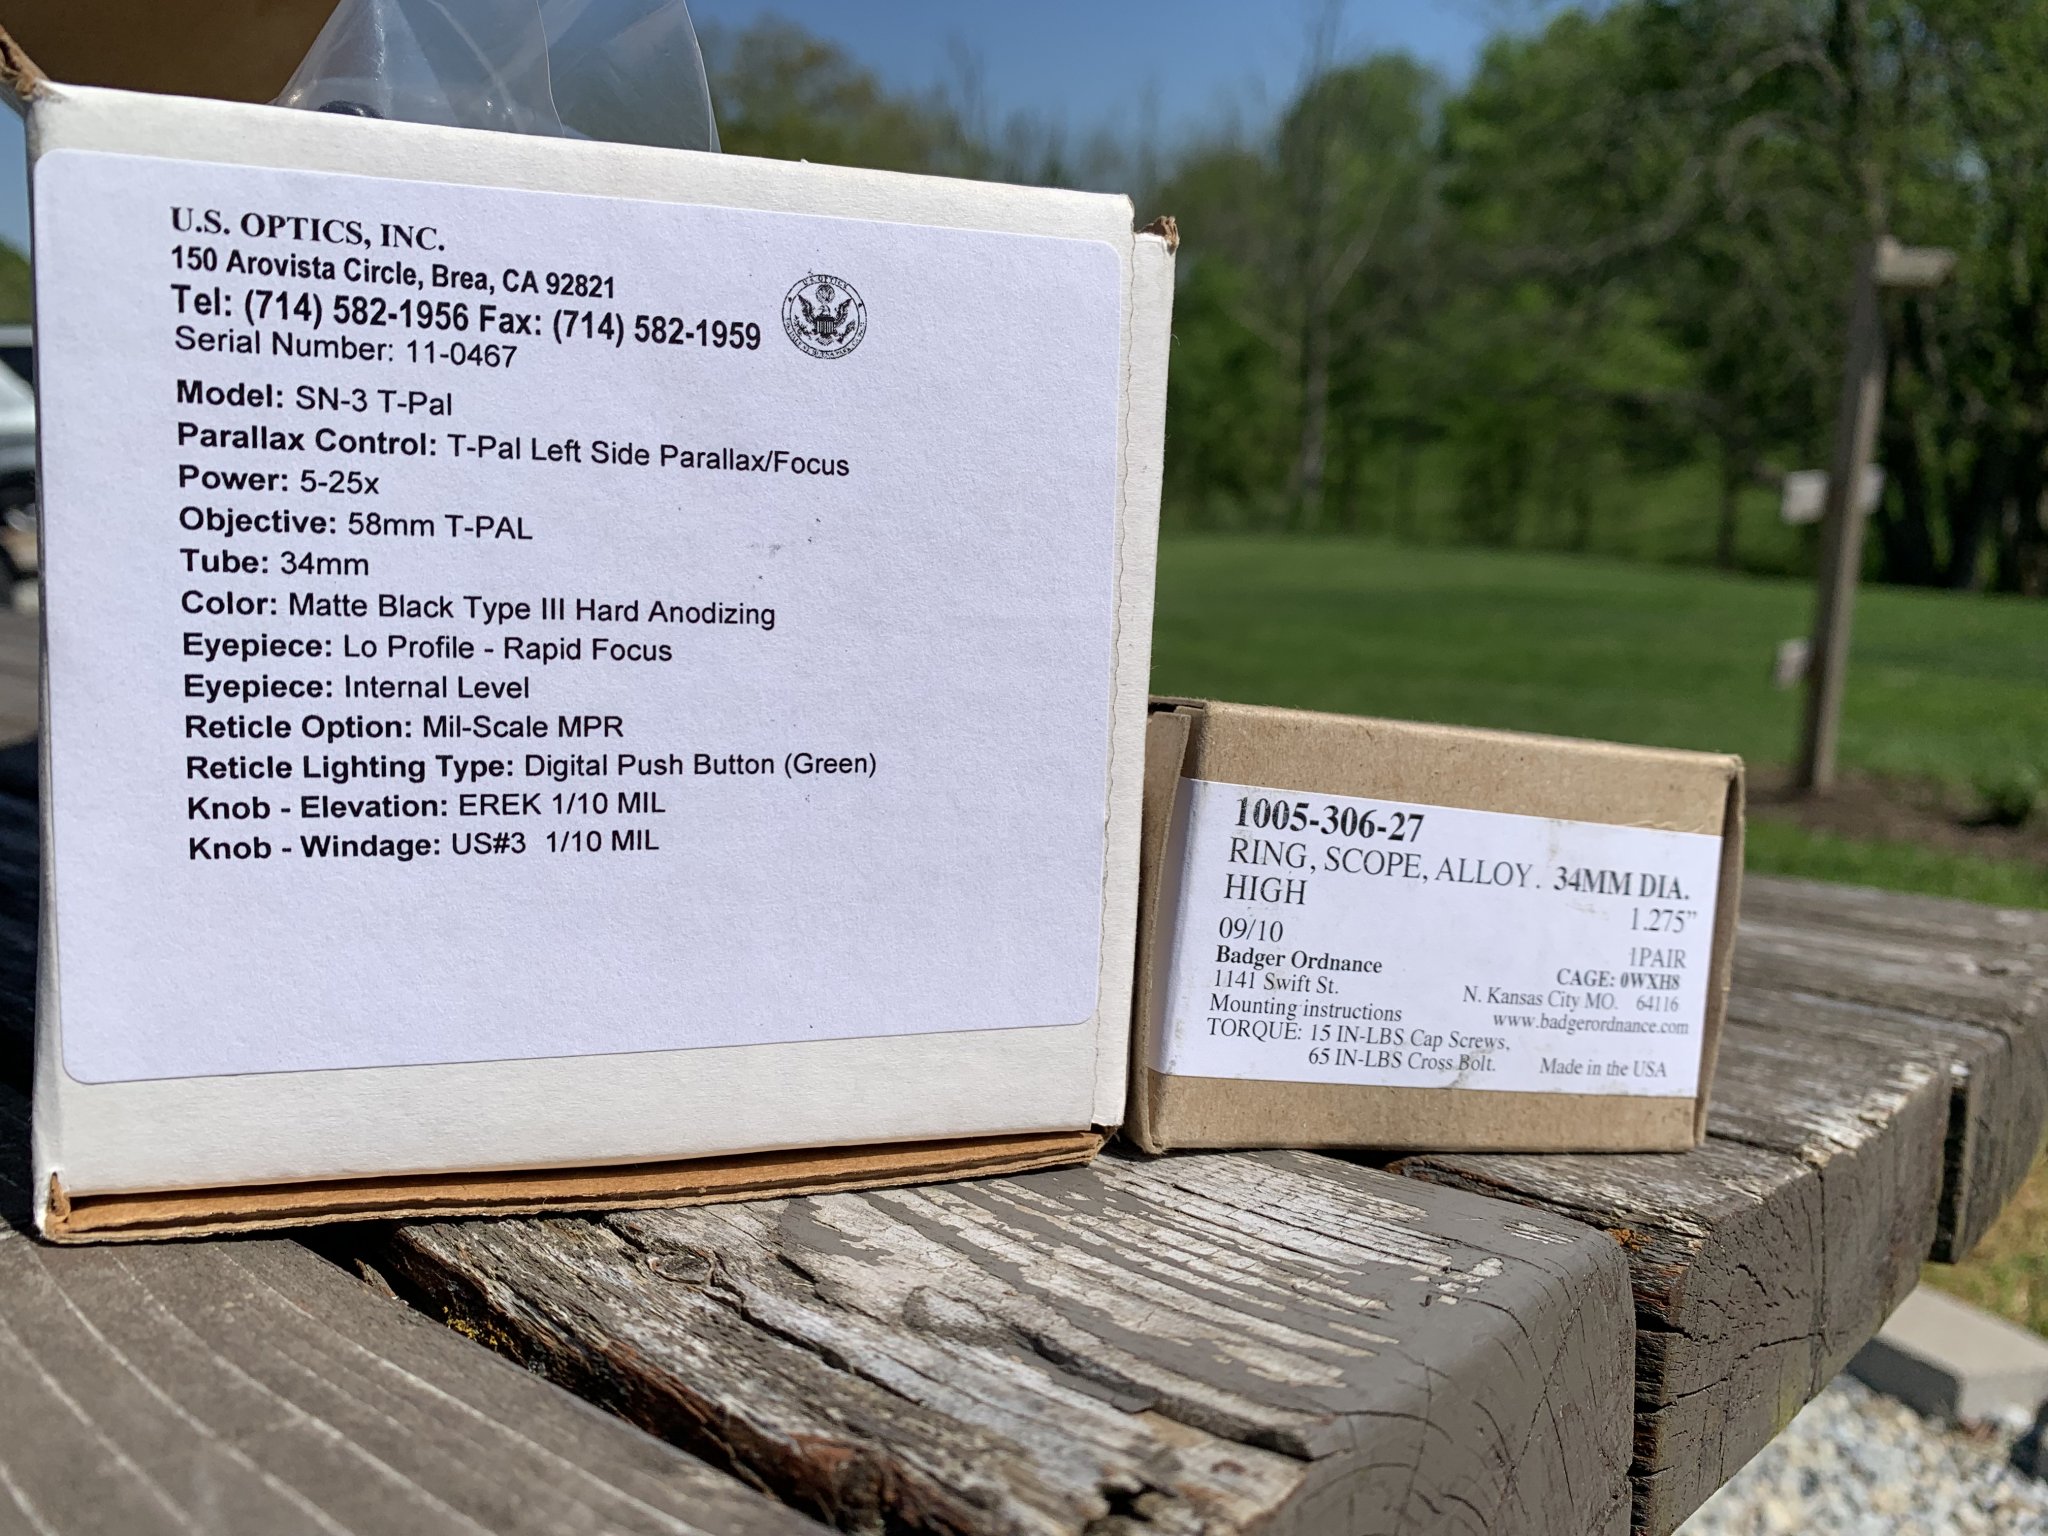 U.S. OPTICS, INC.
150 Arovista Circle, Brea, CA 92821
Tel: (714) 582-1956 Fax: (714) 582-1959
Serial Number: 11-0467
Model: SN-3 T-Pal
Parallax Control: T-Pal Left Side Parallax/Focus
Power: 5-25x
Objective: 58mm T-PAL
Tube: 34mm
Color: Matte Black Type III Hard Anodizing
Eyepiece: Lo Profile - Rapid Focus
Eyepiece: Internal Level
Reticle Option: Mil-Scale MPR
Reticle Lighting Type: Digital Push Button (Green)
Knob - Elevation: EREK 1/10 MIL
Knob - Windage: US#3 1/10 MIL
U.S. OPTICS
1005-306-27
RING, SCOPE, ALLOY. 34MM DIA.
HIGH 1.275"
09/10 1PAIR
Badger Ordnance CAGE: 0WXH8
1141 Swift St. N. Kansas City MO. 64116
Mounting instructions www.badgerordnance.com
TORQUE: 15 IN-LBS Cap Screws,
65 IN-LBS Cross Bolt. Made in the USA